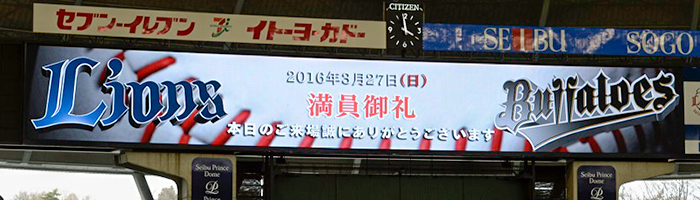 セブン-イレブン イトーヨーカドー
CITIZEN
SEIBU SOGO
Lions
2016年3月27日(日)
満員御礼
本日のご来場誠にありがとうございます
Buffaloes
Seibu Prince
Dome
P
Seibu Prince
Dome
P